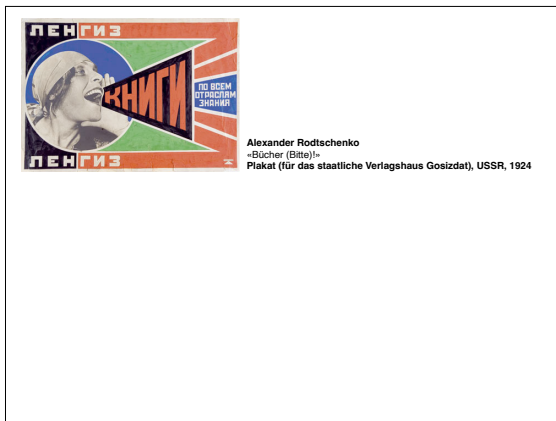 ЛЕНГИЗ
КНИГИ
ПО ВСЕМ
ОТРАСЛЯМ
ЗНАНИЯ
ЛЕНГИЗ
Alexander Rodtschenko
«Bücher (Bitte)!»
Plakat (für das staatliche Verlagshaus Gosizdat), USSR, 1924